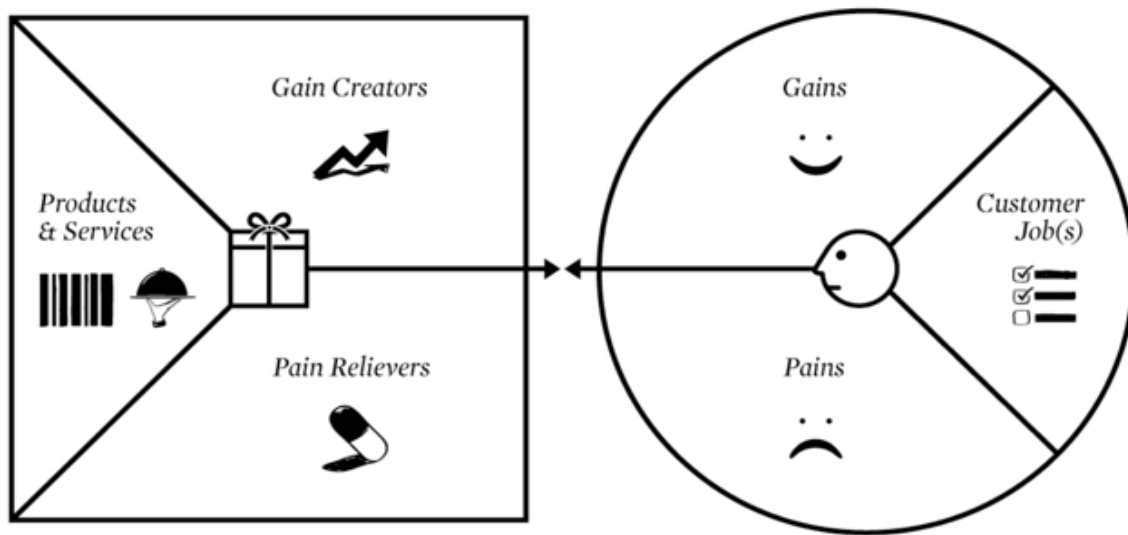 Gain Creators
Products
& Services
Pain Relievers
Gains
Customer
Job(s)
Pains